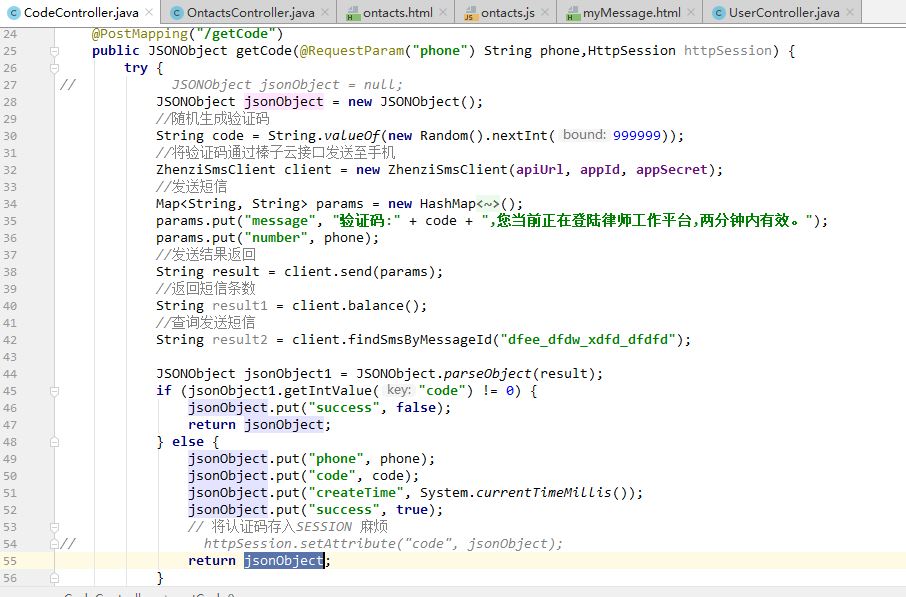 CodeController.java × OntactsController.java × ontacts.html × ontacts.js × myMessage.html × UserController.java ×
24 @PostMapping("/getCode")
25 public JSONObject getCode(@RequestParam("phone") String phone,HttpSession httpSession) {
26 try {
27 // JSONObject jsonObject = null;
28 JSONObject jsonObject = new JSONObject();
29 //随机生成验证码
30 String code = String.valueOf(new Random().nextInt( bound: 999999));
31 //将验证码通过榛子云接口发送至手机
32 ZhenziSmsClient client = new ZhenziSmsClient(apiUrl, appId, appSecret);
33 //发送短信
34 Map<String, String> params = new HashMap<~>();
35 params.put("message", "验证码:" + code + ",您当前正在登陆律师工作平台,两分钟内有效。");
36 params.put("number", phone);
37 //发送结果返回
38 String result = client.send(params);
39 //返回短信条数
40 String result1 = client.balance();
41 //查询发送短信
42 String result2 = client.findSmsByMessageId("dfee_dfdw_xdfd_dfdfd");
43
44 JSONObject jsonObject1 = JSONObject.parseObject(result);
45 if (jsonObject1.getIntValue( key: "code") != 0) {
46 jsonObject.put("success", false);
47 return jsonObject;
48 } else {
49 jsonObject.put("phone", phone);
50 jsonObject.put("code", code);
51 jsonObject.put("createTime", System.currentTimeMillis());
52 jsonObject.put("success", true);
53 // 将认证码存入SESSION 麻烦
54 // httpSession.setAttribute("code", jsonObject);
55 return jsonObject;
56 }